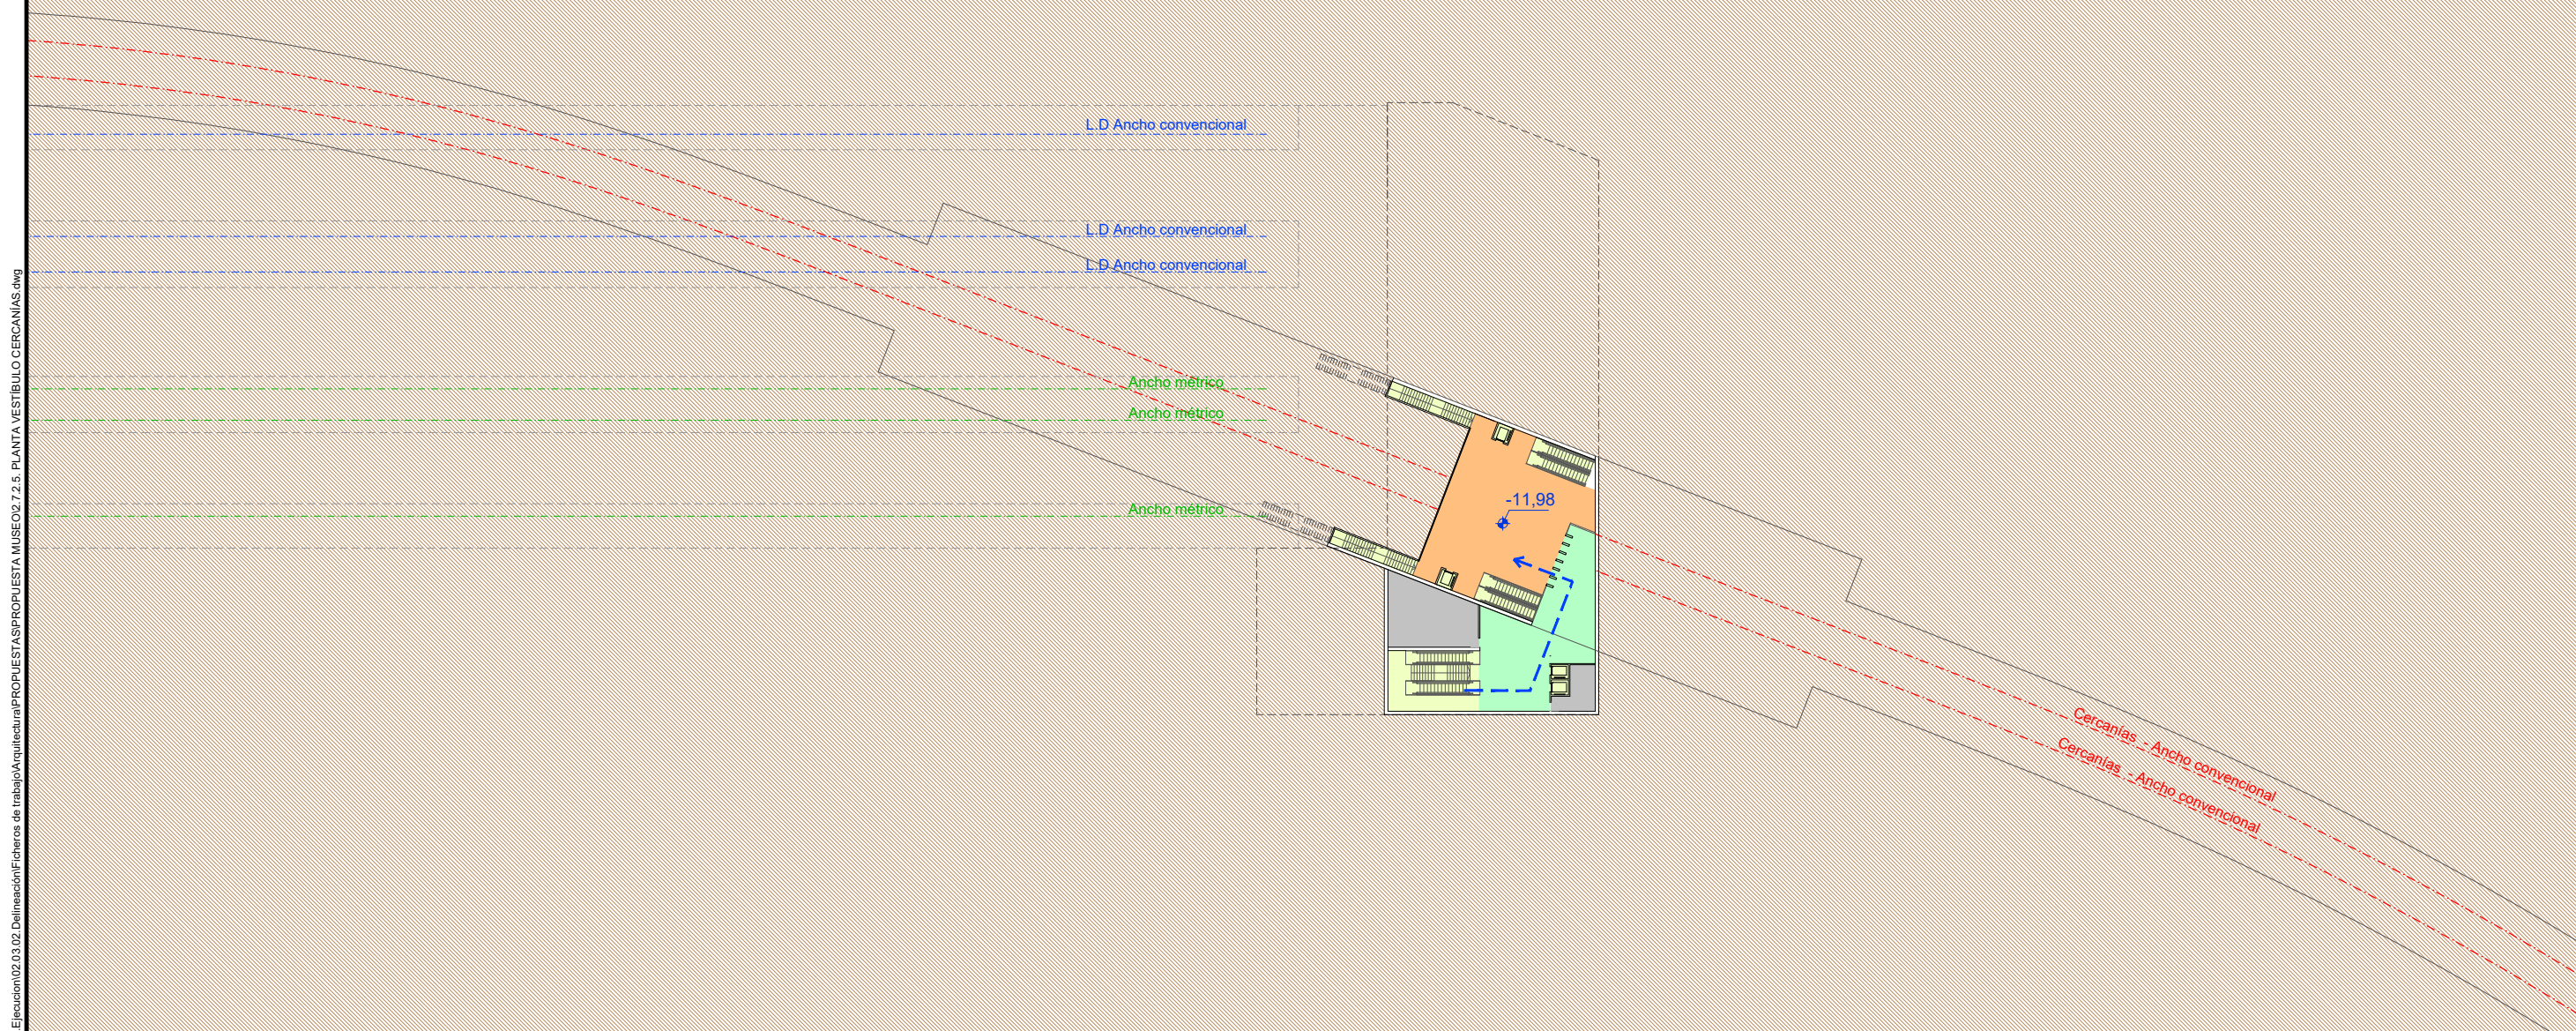 L.D Ancho convencional
L.D Ancho convencional
L.D Ancho convencional
Ancho métrico
Ancho métrico
Ancho métrico
-11,98
Cercanías - Ancho convencional
Cercanías - Ancho convencional
.Ejecucion\02.03.02.Delineación\Ficheros de trabajo\Arquitectura\PROPUESTAS\PROPUESTA MUSEO\2.7.2.5. PLANTA VESTÍBULO CERCANÍAS.dwg